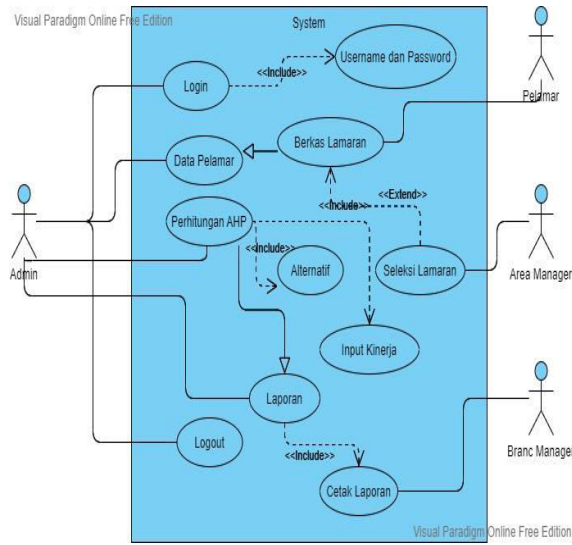 Visual Paradigm Online Free Edition
System
Pelamar
Username dan Password
<<Include>>
Login
Berkas Lamaran
Data Pelamar
<<Extend>>
<<Include>>
Perhitungan AHP
<<Include>>
Alternatif
Seleksi Lamaran
Admin
Area Manager
Input Kinerja
Laporan
Logout
<<Include>>
Branc Manager
Cetak Laporan
Visual Paradigm Online Free Edition